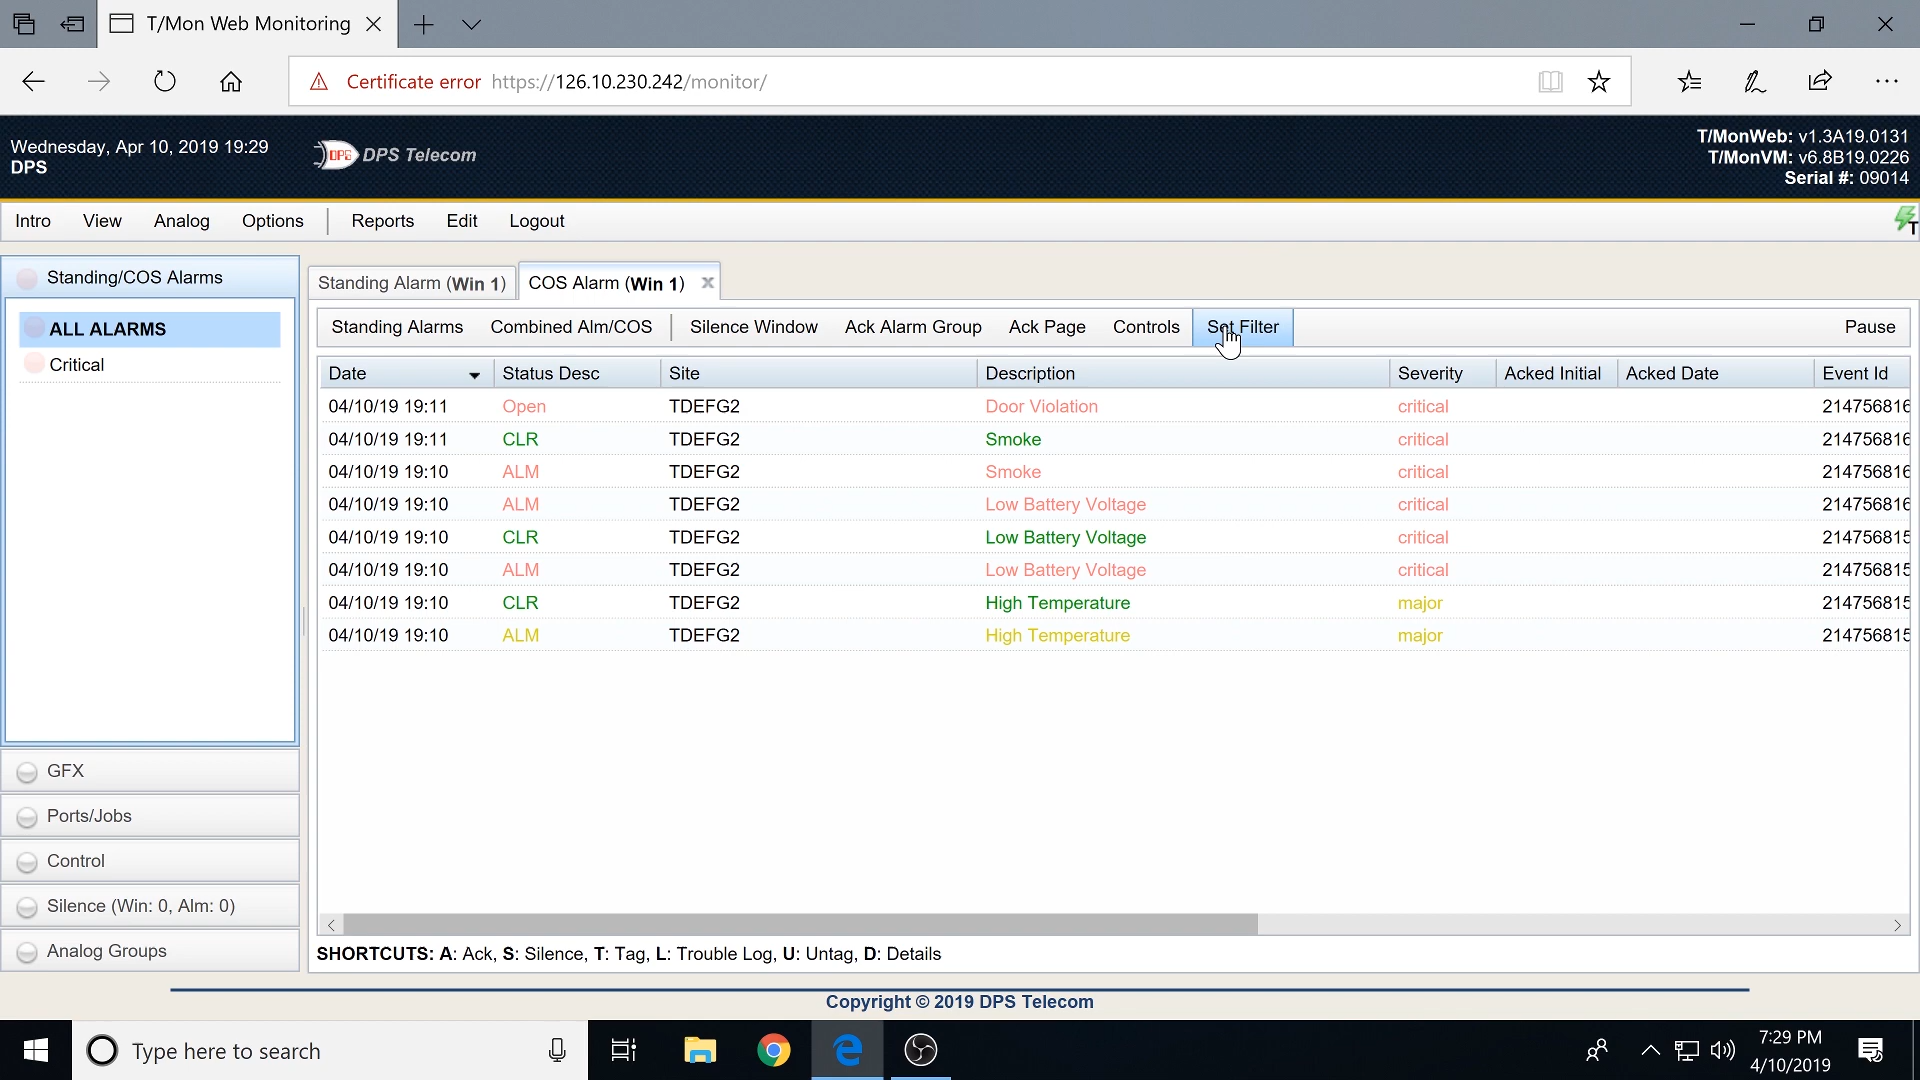 T/Mon Web Monitoring
Certificate error https://126.10.230.242/monitor/
Wednesday, Apr 10, 2019 19:29
DPS
DPS DPS Telecom
T/MonWeb: v1.3A19.0131
T/MonVM: v6.8B19.0226
Serial #: 09014
Intro View Analog Options Reports Edit Logout
T
Standing/COS Alarms
ALL ALARMS
Critical
GFX
Ports/Jobs
Control
Silence (Win: 0, Alm: 0)
Analog Groups
Standing Alarm (Win 1) COS Alarm (Win 1)
Standing Alarms Combined Alm/COS Silence Window Ack Alarm Group Ack Page Controls Set Filter Pause
Date Status Desc Site Description Severity Acked Initial Acked Date Event Id
04/10/19 19:11 Open TDEFG2 Door Violation critical 214756816
04/10/19 19:11 CLR TDEFG2 Smoke critical 214756816
04/10/19 19:10 ALM TDEFG2 Smoke critical 214756816
04/10/19 19:10 ALM TDEFG2 Low Battery Voltage critical 214756816
04/10/19 19:10 CLR TDEFG2 Low Battery Voltage critical 214756815
04/10/19 19:10 ALM TDEFG2 Low Battery Voltage critical 214756815
04/10/19 19:10 CLR TDEFG2 High Temperature major 214756815
04/10/19 19:10 ALM TDEFG2 High Temperature major 214756815
SHORTCUTS: A: Ack, S: Silence, T: Tag, L: Trouble Log, U: Untag, D: Details
Copyright © 2019 DPS Telecom
Type here to search
7:29 PM
4/10/2019